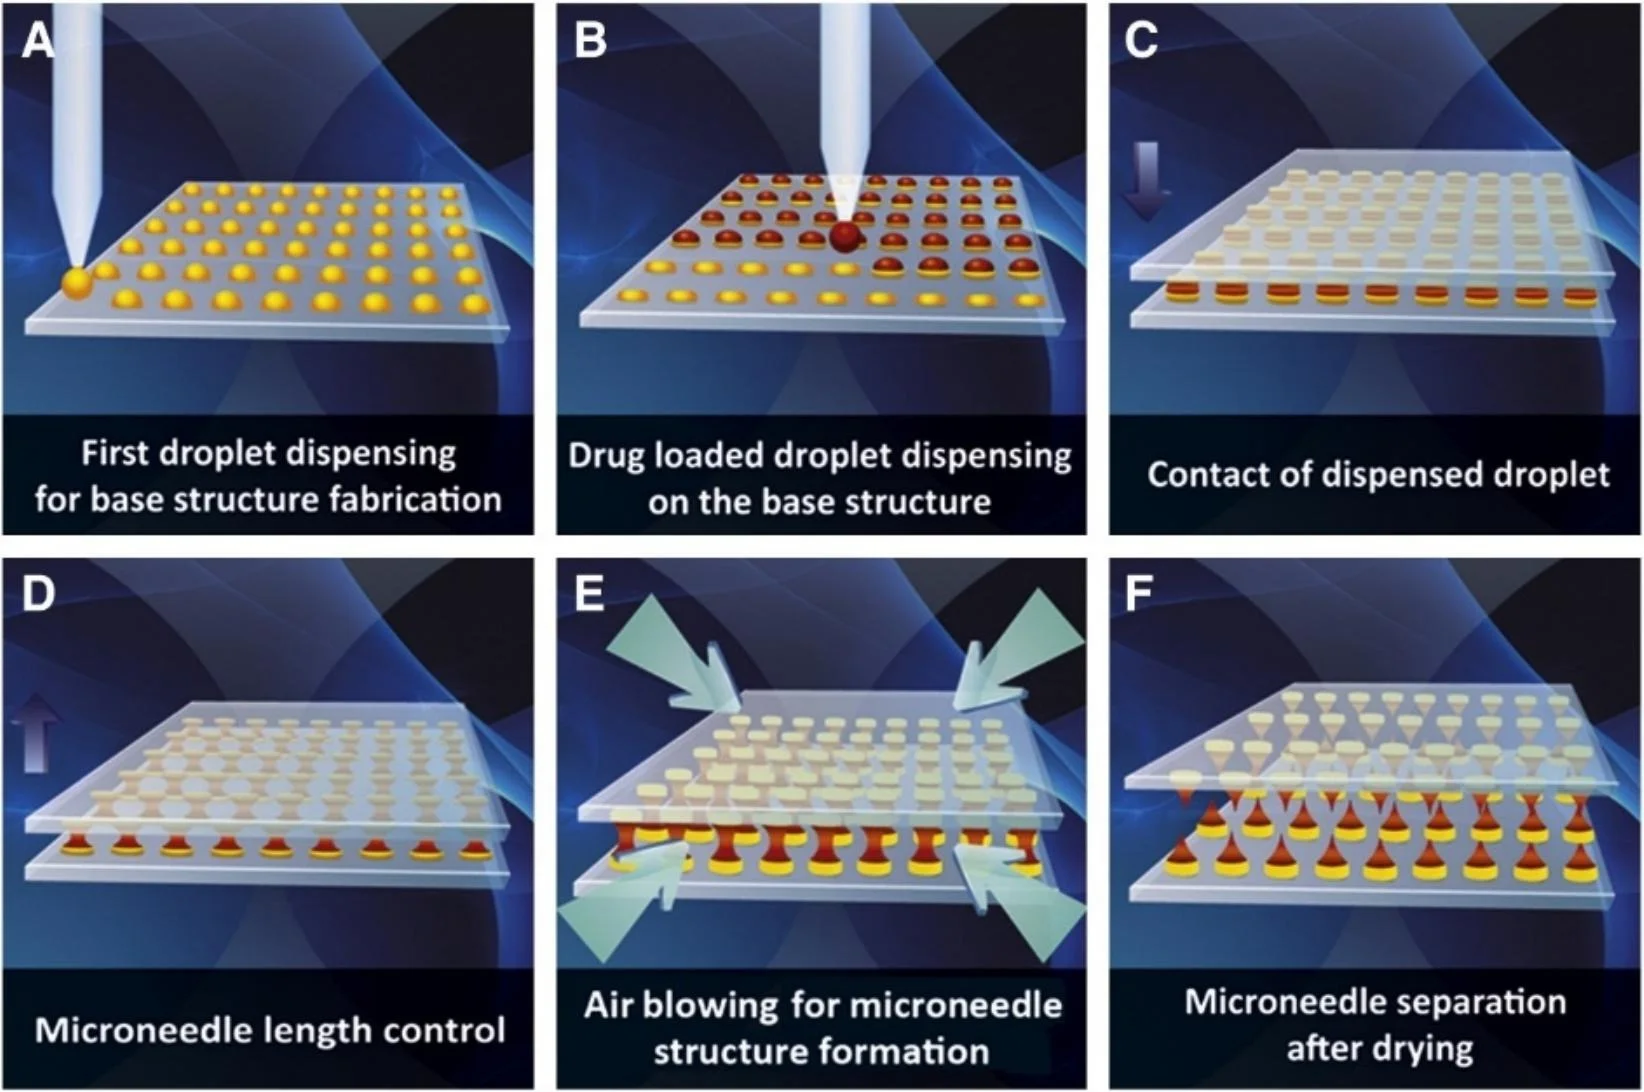 A
First droplet dispensing
for base structure fabrication
B
Drug loaded droplet dispensing
on the base structure
C
Contact of dispensed droplet
D
Microneedle length control
E
Air blowing for microneedle
structure formation
F
Microneedle separation
after drying